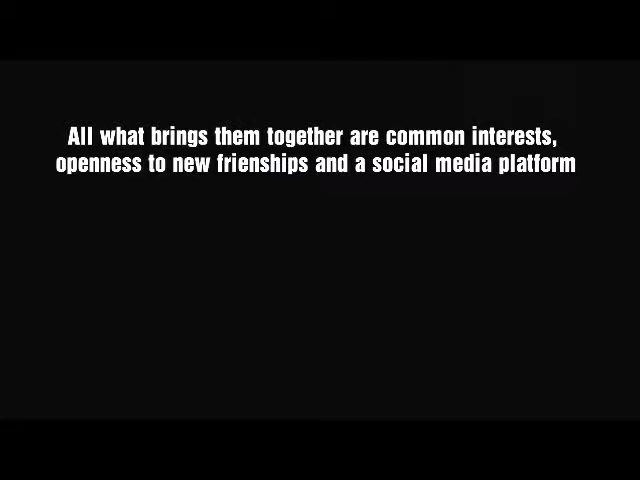 All what brings them together are common interests,
openness to new frienships and a social media platform